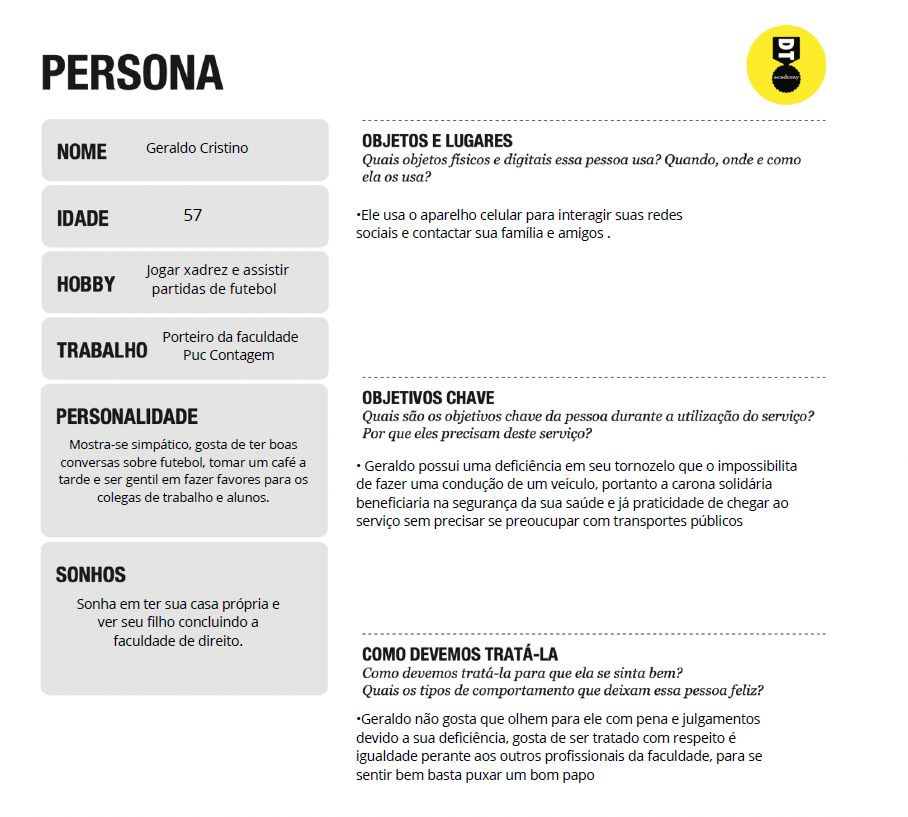 PERSONA
DT
academy
NOME
Geraldo Cristino
IDADE
57
HOBBY
Jogar xadrez e assistir
partidas de futebol
TRABALHO
Porteiro da faculdade
Puc Contagem
PERSONALIDADE
Mostra-se simpático, gosta de ter boas
conversas sobre futebol, tomar um café a
tarde e ser gentil em fazer favores para os
colegas de trabalho e alunos.
SONHOS
Sonha em ter sua casa própria e
ver seu filho concluindo a
faculdade de direito.
OBJETOS E LUGARES
Quais objetos físicos e digitais essa pessoa usa? Quando, onde e como
ela os usa?
•Ele usa o aparelho celular para interagir suas redes
sociais e contactar sua família e amigos .
OBJETIVOS CHAVE
Quais são os objetivos chave da pessoa durante a utilização do serviço?
Por que eles precisam deste serviço?
• Geraldo possui uma deficiência em seu tornozelo que o impossibilita
de fazer uma condução de um veículo, portanto a carona solidária
beneficiaria na segurança da sua saúde e já praticidade de chegar ao
serviço sem precisar se preoucupar com transportes públicos
COMO DEVEMOS TRATÁ-LA
Como devemos tratá-la para que ela se sinta bem?
Quais os tipos de comportamento que deixam essa pessoa feliz?
•Geraldo não gosta que olhem para ele com pena e julgamentos
devido a sua deficiência, gosta de ser tratado com respeito é
igualdade perante aos outros profissionais da faculdade, para se
sentir bem basta puxar um bom papo